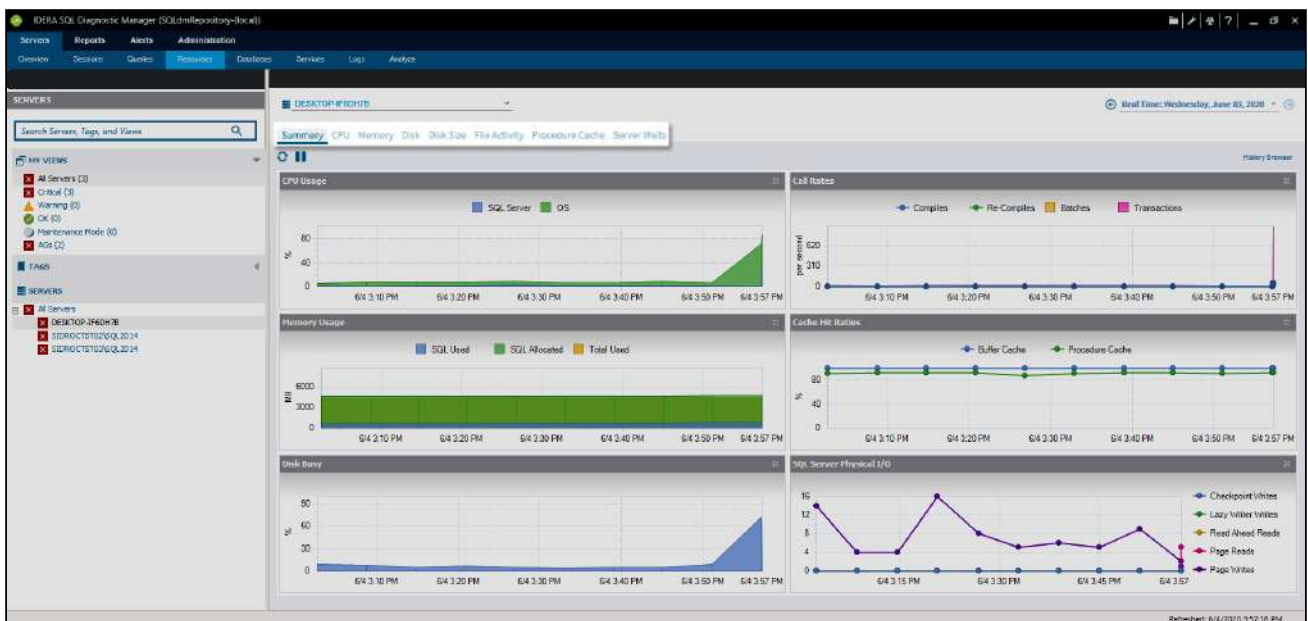 IDERA SQL Diagnostic Manager (SQLdmRepository-(local))
Servers Reports Alerts Administration
Overview Sessions Queries Resources Databases Services Logs Analyze
SERVERS
DESKTOP-IF6DH7B
Real Time: Wednesday, June 03, 2020
Search Servers, Tags, and Views
Summary CPU Memory Disk Disk Size File Activity Procedure Cache Server Waits
History Browser
MY VIEWS
All Servers (3)
Critical (3)
Warning (0)
OK (0)
Maintenance Mode (0)
AGs (2)
TAGS
SERVERS
All Servers
DESKTOP-IF6DH7B
SIDROCTST02\SQL2014
SIDROCTST03\SQL2014
CPU Usage
SQL Server OS
%
80
40
0
6/4 3:10 PM 6/4 3:20 PM 6/4 3:30 PM 6/4 3:40 PM 6/4 3:50 PM 6/4 3:57 PM
Call Rates
Compiles Re-Compiles Batches Transactions
per second
620
310
0
6/4 3:10 PM 6/4 3:20 PM 6/4 3:30 PM 6/4 3:40 PM 6/4 3:50 PM 6/4 3:57 PM
Memory Usage
SQL Used SQL Allocated Total Used
MB
6000
3000
0
6/4 3:10 PM 6/4 3:20 PM 6/4 3:30 PM 6/4 3:40 PM 6/4 3:50 PM 6/4 3:57 PM
Cache Hit Ratios
Buffer Cache Procedure Cache
%
80
40
0
6/4 3:10 PM 6/4 3:20 PM 6/4 3:30 PM 6/4 3:40 PM 6/4 3:50 PM 6/4 3:57 PM
Disk Busy
%
90
60
30
0
6/4 3:10 PM 6/4 3:20 PM 6/4 3:30 PM 6/4 3:40 PM 6/4 3:50 PM 6/4 3:57 PM
SQL Server Physical I/O
16
12
8
4
0
6/4 3:15 PM 6/4 3:30 PM 6/4 3:45 PM 6/4 3:57
Checkpoint Writes
Lazy Writer Writes
Read Ahead Reads
Page Reads
Page Writes
Refreshed: 6/4/2020 3:57:16 PM